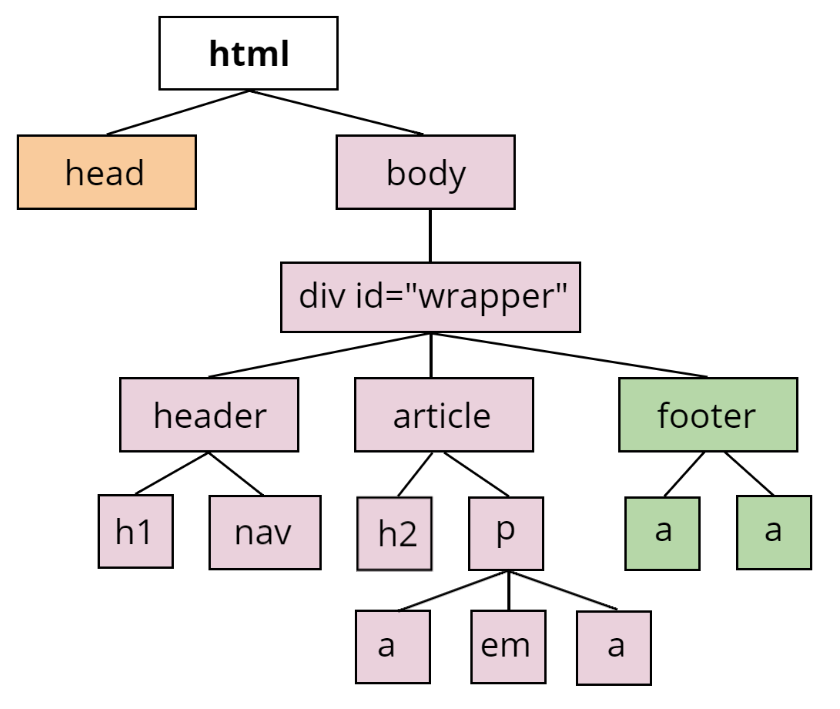 html
head
body
div id="wrapper"
header
article
footer
h1
nav
h2
p
a
a
a
em
a